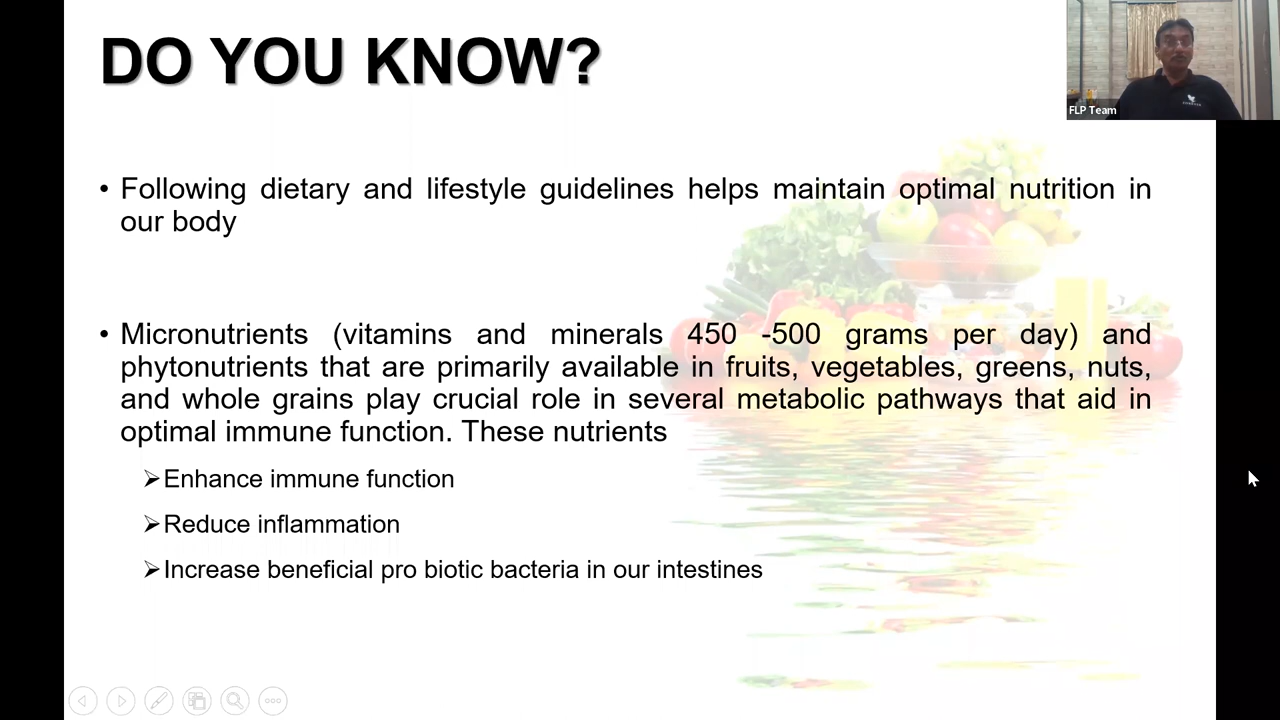 DO YOU KNOW?
• Following dietary and lifestyle guidelines helps maintain optimal nutrition in
our body
• Micronutrients (vitamins and minerals 450 -500 grams per day) and
phytonutrients that are primarily available in fruits, vegetables, greens, nuts,
and whole grains play crucial role in several metabolic pathways that aid in
optimal immune function. These nutrients
➢Enhance immune function
➢Reduce inflammation
➢Increase beneficial pro biotic bacteria in our intestines
FLP Team